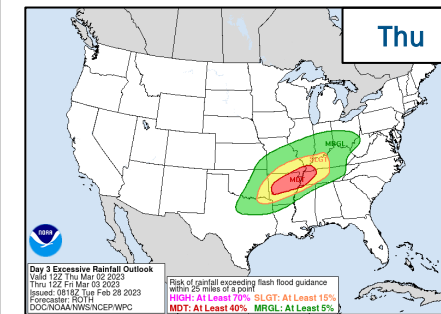 Thu
MRGL
SLGT
MDT
NOAA
Day 3 Excessive Rainfall Outlook
Valid 12Z Thu Mar 02 2023
Thru 12Z Fri Mar 03 2023
Issued: 0818Z Tue Feb 28 2023
Forecaster: ROTH
DOC/NOAA/NWS/NCEP/WPC
Risk of rainfall exceeding flash flood guidance
within 25 miles of a point
HIGH: At Least 70% SLGT: At Least 15%
MDT: At Least 40% MRGL: At Least 5%